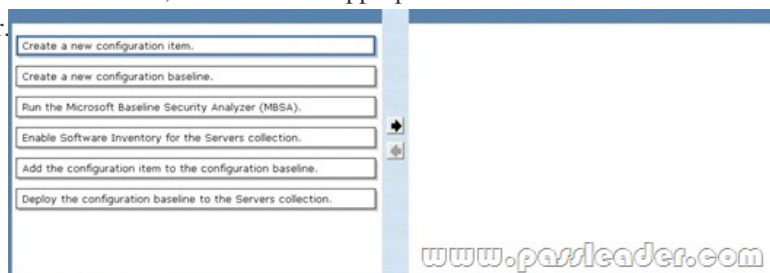 r.
Create a new configuration item.
Create a new configuration baseline.
Run the Microsoft Baseline Security Analyzer (MBSA).
Enable Software Inventory for the Servers collection.
Add the configuration item to the configuration baseline.
Deploy the configuration baseline to the Servers collection.
www.passleader.com